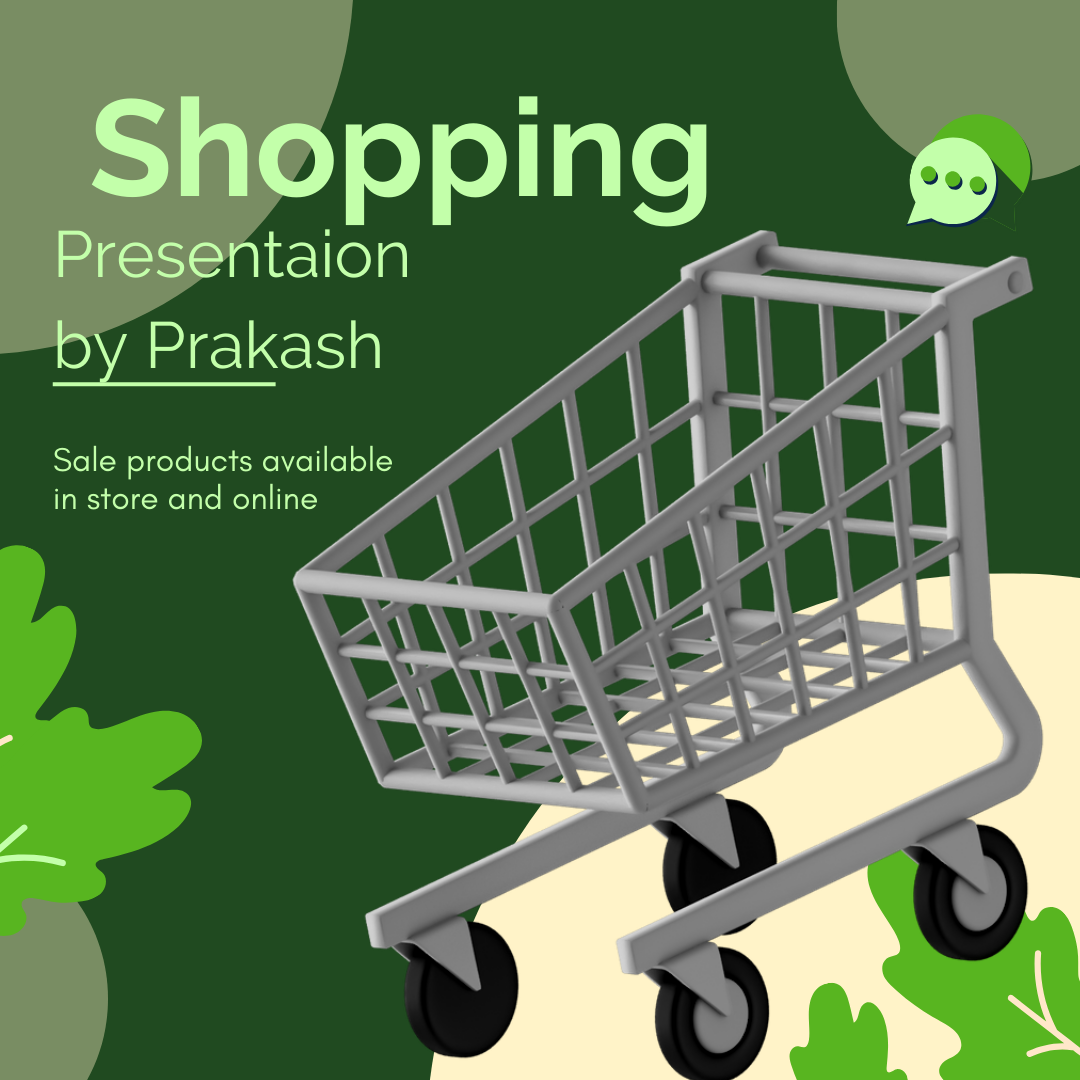 Shopping
Presentaion
by Prakash
Sale products available
in store and online